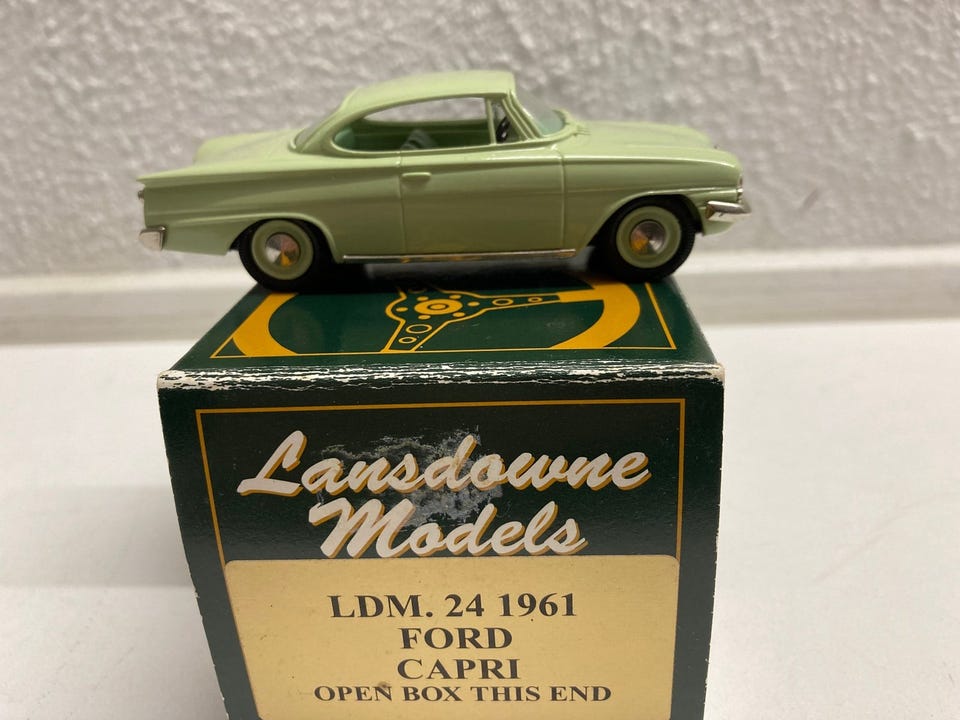 Lansdowne
Models
LDM. 24 1961
FORD
CAPRI
OPEN BOX THIS END